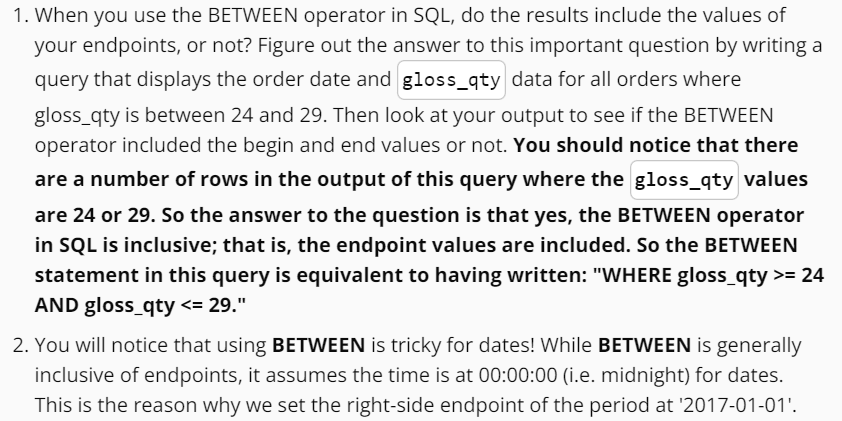 1. When you use the BETWEEN operator in SQL, do the results include the values of
your endpoints, or not? Figure out the answer to this important question by writing a
query that displays the order date and gloss_qty data for all orders where
gloss_qty is between 24 and 29. Then look at your output to see if the BETWEEN
operator included the begin and end values or not. You should notice that there
are a number of rows in the output of this query where the gloss_qty values
are 24 or 29. So the answer to the question is that yes, the BETWEEN operator
in SQL is inclusive; that is, the endpoint values are included. So the BETWEEN
statement in this query is equivalent to having written: "WHERE gloss_qty >= 24
AND gloss_qty <= 29."
2. You will notice that using BETWEEN is tricky for dates! While BETWEEN is generally
inclusive of endpoints, it assumes the time is at 00:00:00 (i.e. midnight) for dates.
This is the reason why we set the right-side endpoint of the period at '2017-01-01'.